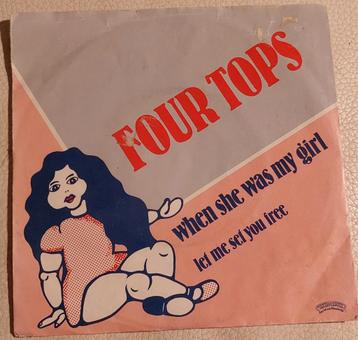 FOUR TOPS
when she was my girl
let me set you free